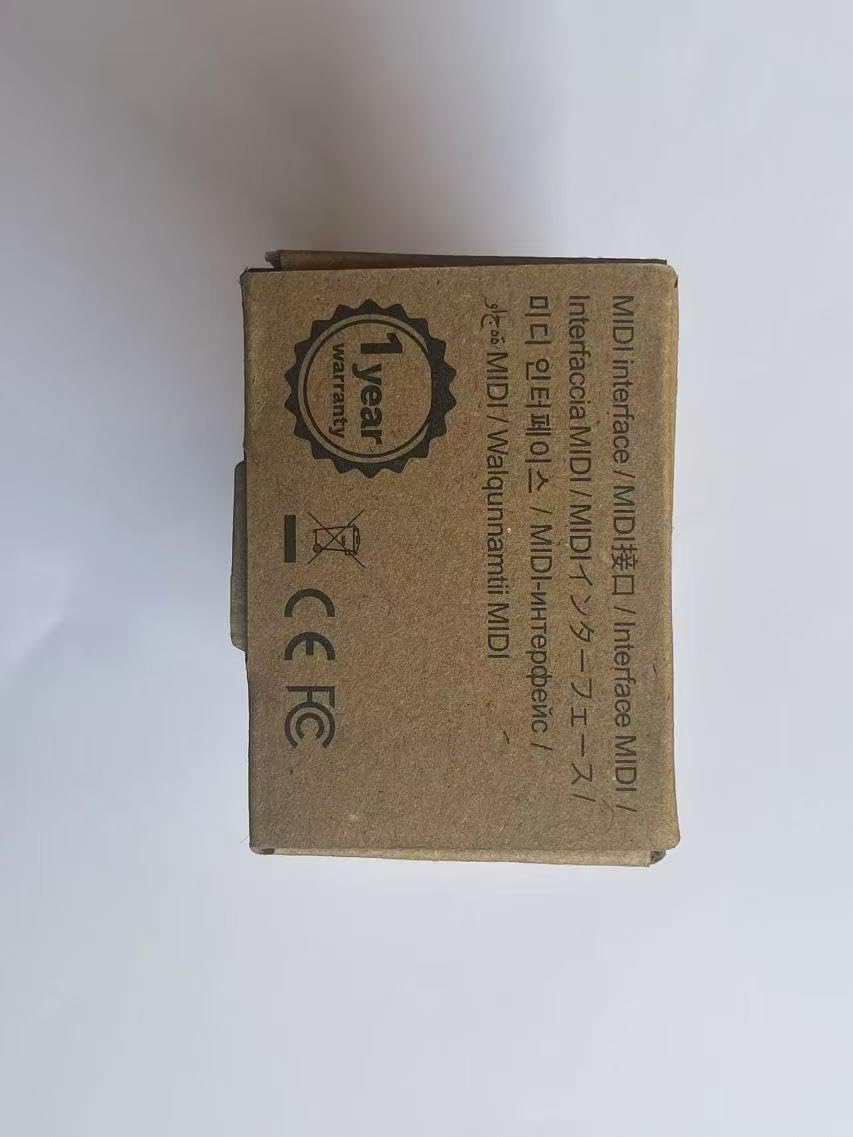 MIDI interface / MIDI接口 / Interface MIDI /
Interfaccia MIDI / MIDIインターフェース /
미디 인터페이스 / MIDI-интерфейс /
MIDI / Walqunnamtii MIDI
1 year
warranty
CE FC